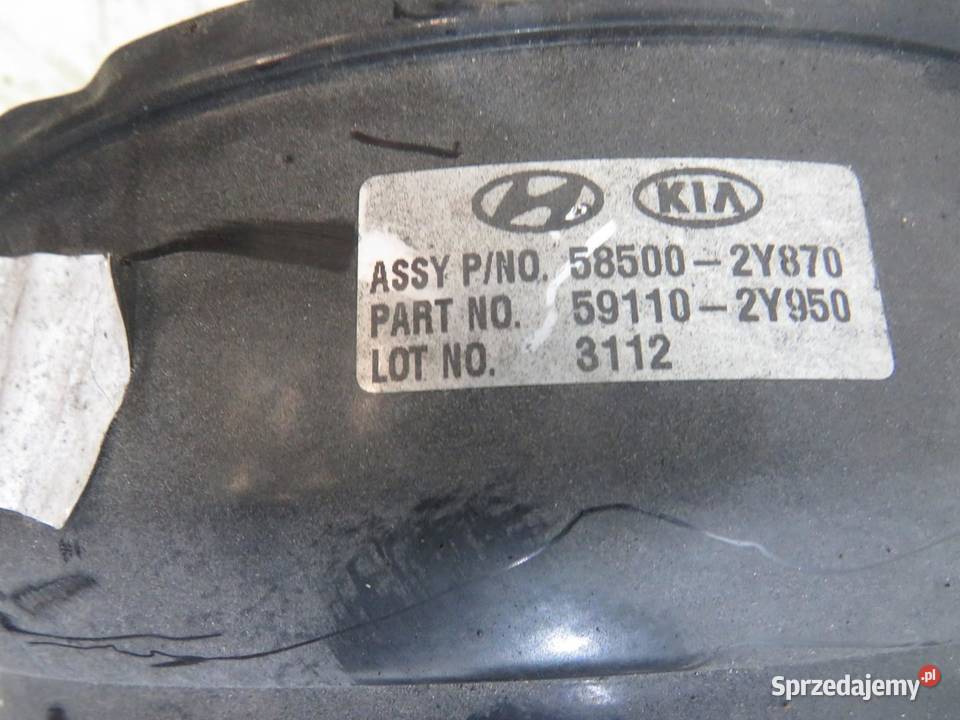 KIA
ASSY P/NO. 58500-2Y870
PART NO. 59110-2Y950
LOT NO. 3112
Sprzedajemy.pl